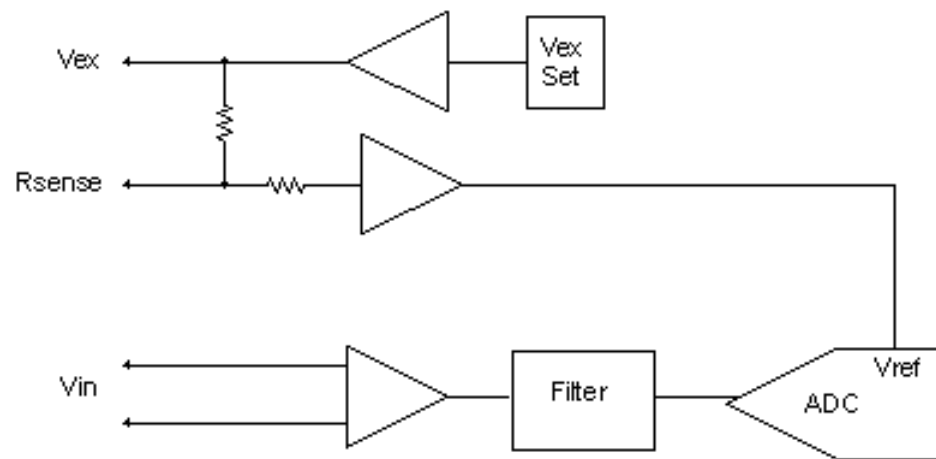 Vex
Vex
Set
Rsense
Vin
Filter
Vref
ADC